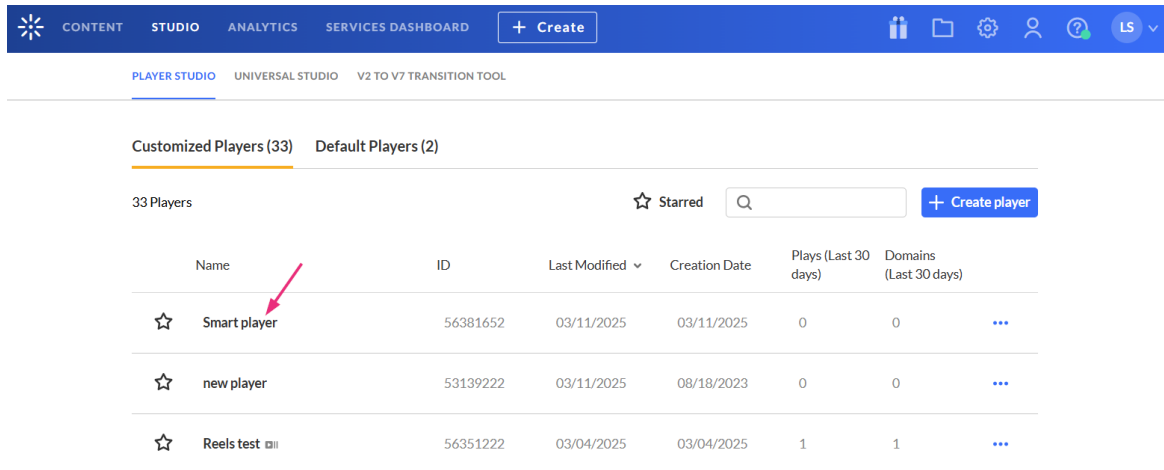 CONTENT STUDIO ANALYTICS SERVICES DASHBOARD + Create LS
PLAYER STUDIO UNIVERSAL STUDIO V2 TO V7 TRANSITION TOOL
Customized Players (33) Default Players (2)
33 Players Starred + Create player
Name ID Last Modified Creation Date Plays (Last 30 days) Domains (Last 30 days)
Smart player 56381652 03/11/2025 03/11/2025 0 0
new player 53139222 03/11/2025 08/18/2023 0 0
Reels test 56351222 03/04/2025 03/04/2025 1 1